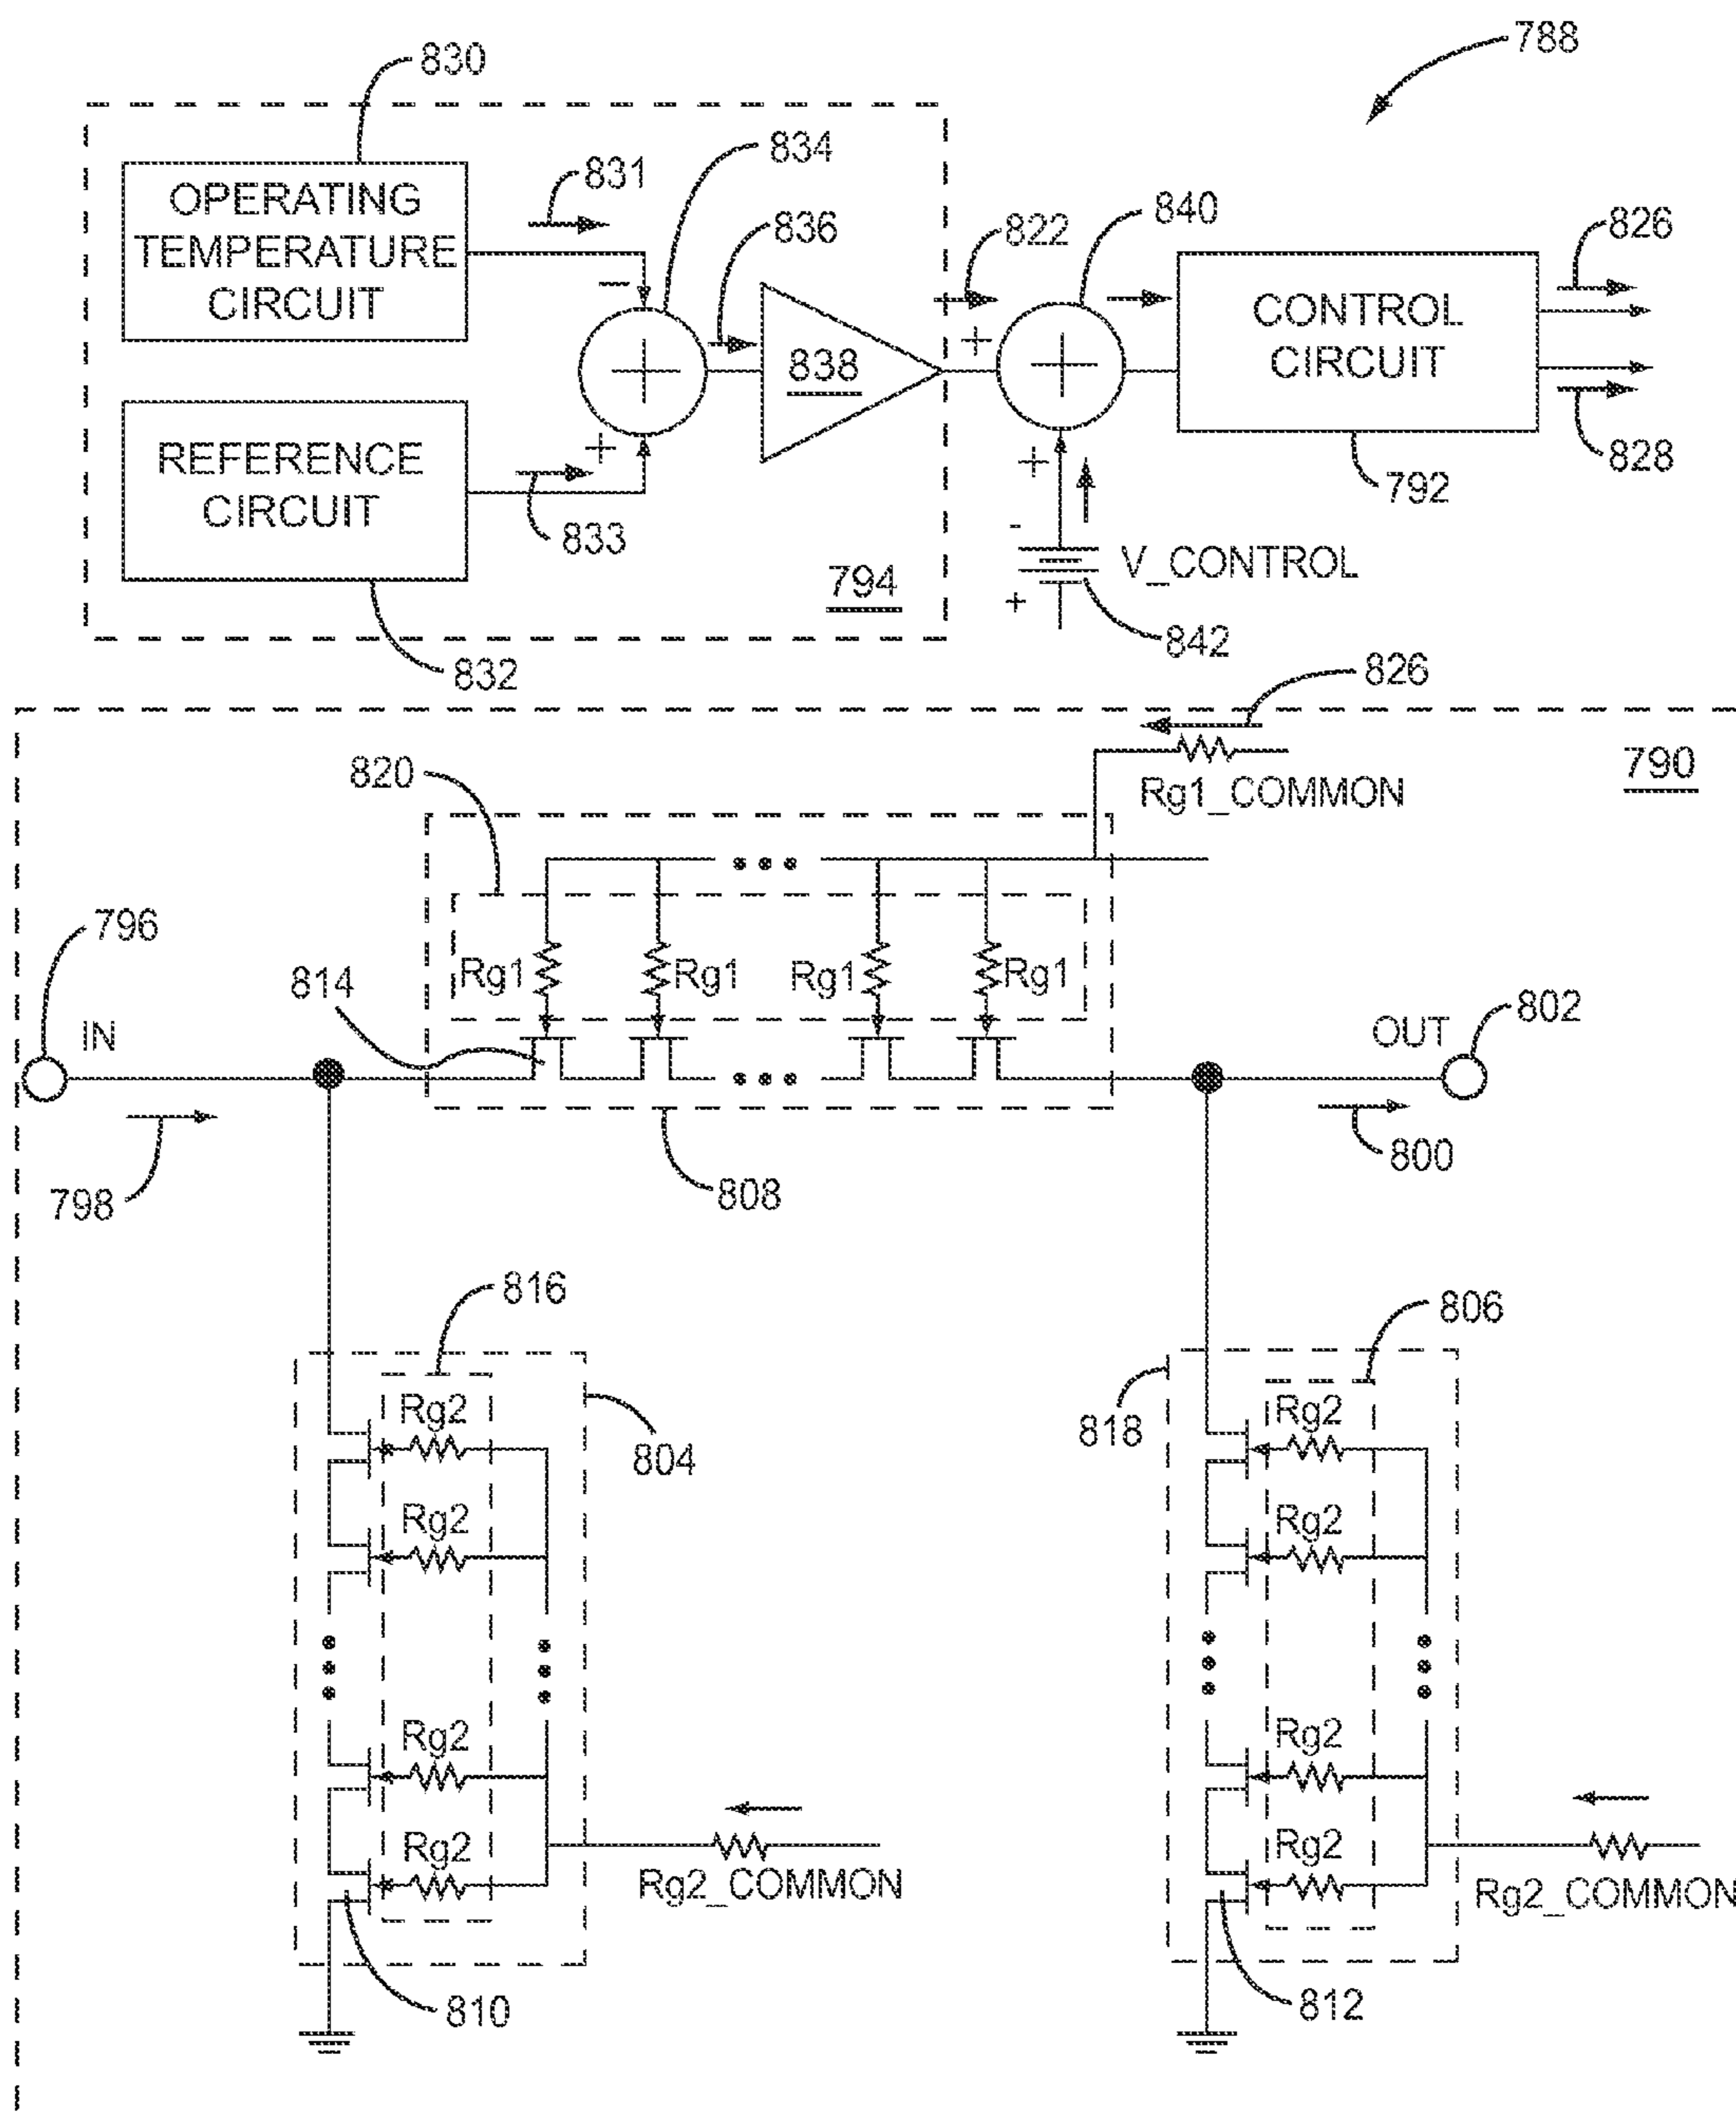 788
830
834
831
OPERATING
TEMPERATURE
CIRCUIT
836
822
840
826
−
+
838
+
CONTROL
CIRCUIT
+
+
828
REFERENCE
CIRCUIT
833
+
792
-
V_CONTROL
794
+
842
832
826
790
820
Rg1_COMMON
796
Rg1
Rg1
Rg1
Rg1
814
802
IN
OUT
800
798
808
816
806
Rg2
Rg2
818
804
Rg2
Rg2
Rg2
Rg2
Rg2
Rg2
Rg2_COMMON
Rg2_COMMON
810
812